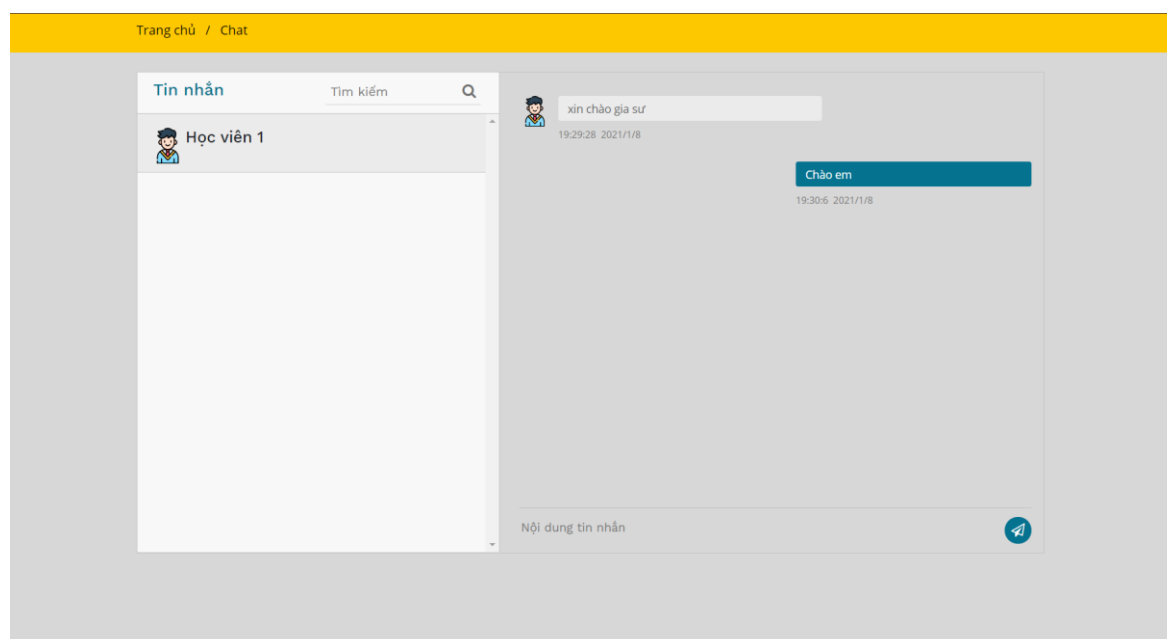 Trang chủ / Chat
Tin nhắn
Tìm kiếm
Học viên 1
xin chào gia sư
19:29:28 2021/1/8
Chào em
19:30:6 2021/1/8
Nội dung tin nhắn